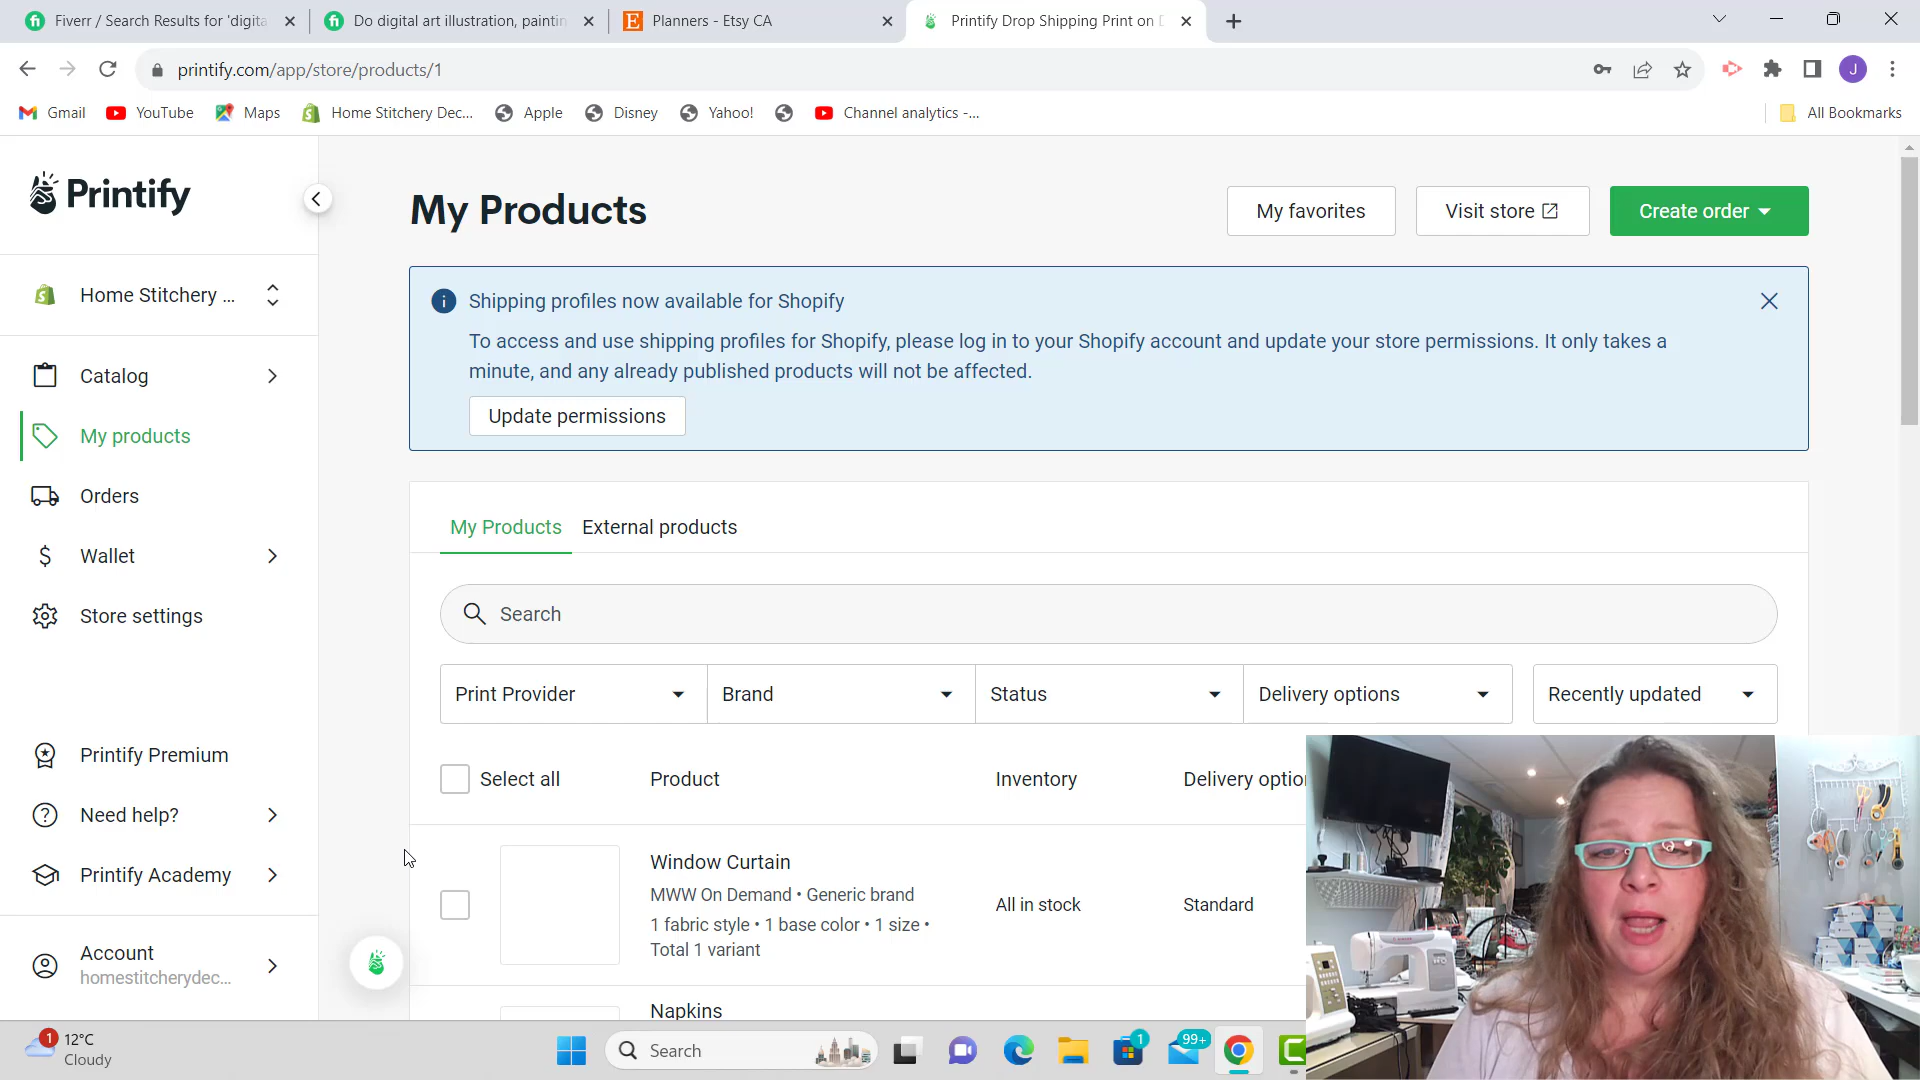 Fiverr / Search Results for 'digita
Do digital art illustration, paintin
Planners - Etsy CA
Printify Drop Shipping Print on D
printify.com/app/store/products/1
J
Gmail
YouTube
Maps
Home Stitchery Dec...
Apple
Disney
Yahoo!
Channel analytics -...
All Bookmarks
Printify
My Products
My favorites
Visit store
Create order
Home Stitchery ...
Shipping profiles now available for Shopify
To access and use shipping profiles for Shopify, please log in to your Shopify account and update your store permissions. It only takes a
minute, and any already published products will not be affected.
Update permissions
Catalog
My products
Orders
Wallet
Store settings
My Products
External products
Search
Print Provider
Brand
Status
Delivery options
Recently updated
Printify Premium
Need help?
Printify Academy
Account
homestitcherydec...
Select all
Product
Inventory
Delivery option
Window Curtain
MWW On Demand • Generic brand
1 fabric style • 1 base color • 1 size •
Total 1 variant
All in stock
Standard
Napkins
1
12°C
Cloudy
Search
1
99+